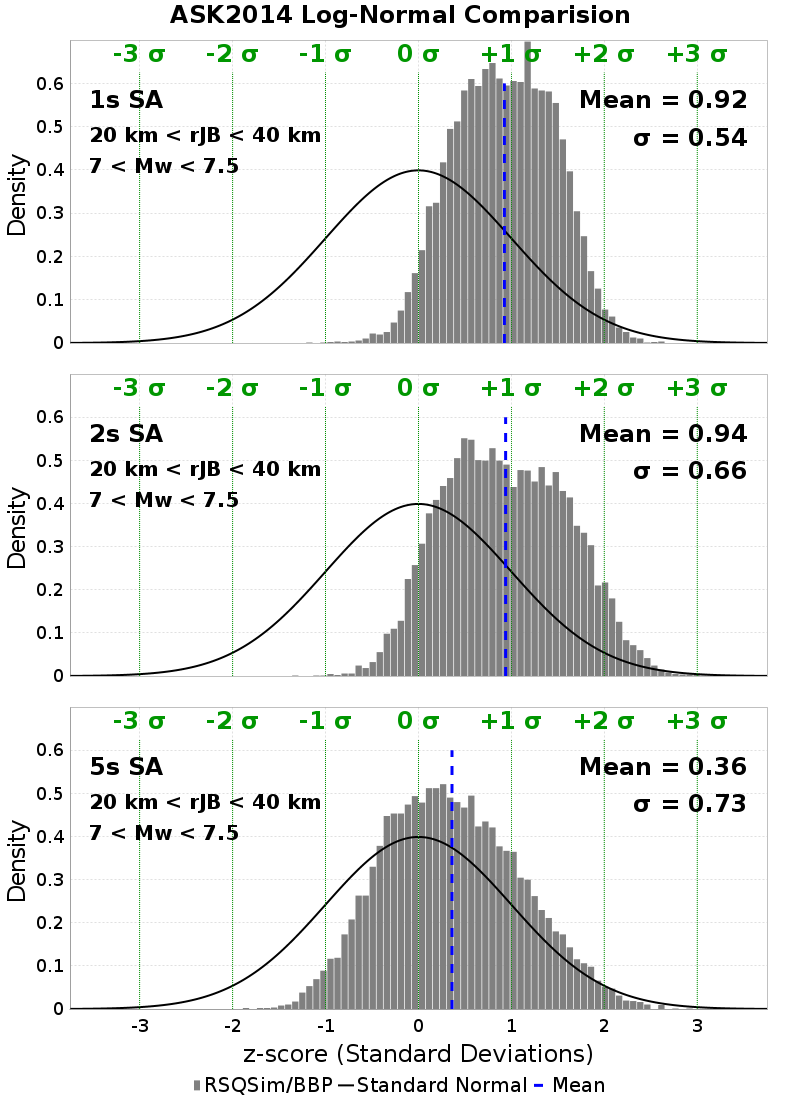 ASK2014 Log-Normal Comparision
-3 σ -2 σ -1 σ 0 σ +1 σ +2 σ +3 σ
1s SA
20 km < rJB < 40 km
7 < Mw < 7.5
Mean = 0.92
σ = 0.54
Density
0.6
0.5
0.4
0.3
0.2
0.1
0
-3 σ -2 σ -1 σ 0 σ +1 σ +2 σ +3 σ
2s SA
20 km < rJB < 40 km
7 < Mw < 7.5
Mean = 0.94
σ = 0.66
Density
0.6
0.5
0.4
0.3
0.2
0.1
0
-3 σ -2 σ -1 σ 0 σ +1 σ +2 σ +3 σ
5s SA
20 km < rJB < 40 km
7 < Mw < 7.5
Mean = 0.36
σ = 0.73
Density
0.6
0.5
0.4
0.3
0.2
0.1
0
-3 -2 -1 0 1 2 3
z-score (Standard Deviations)
RSQSim/BBP Standard Normal Mean